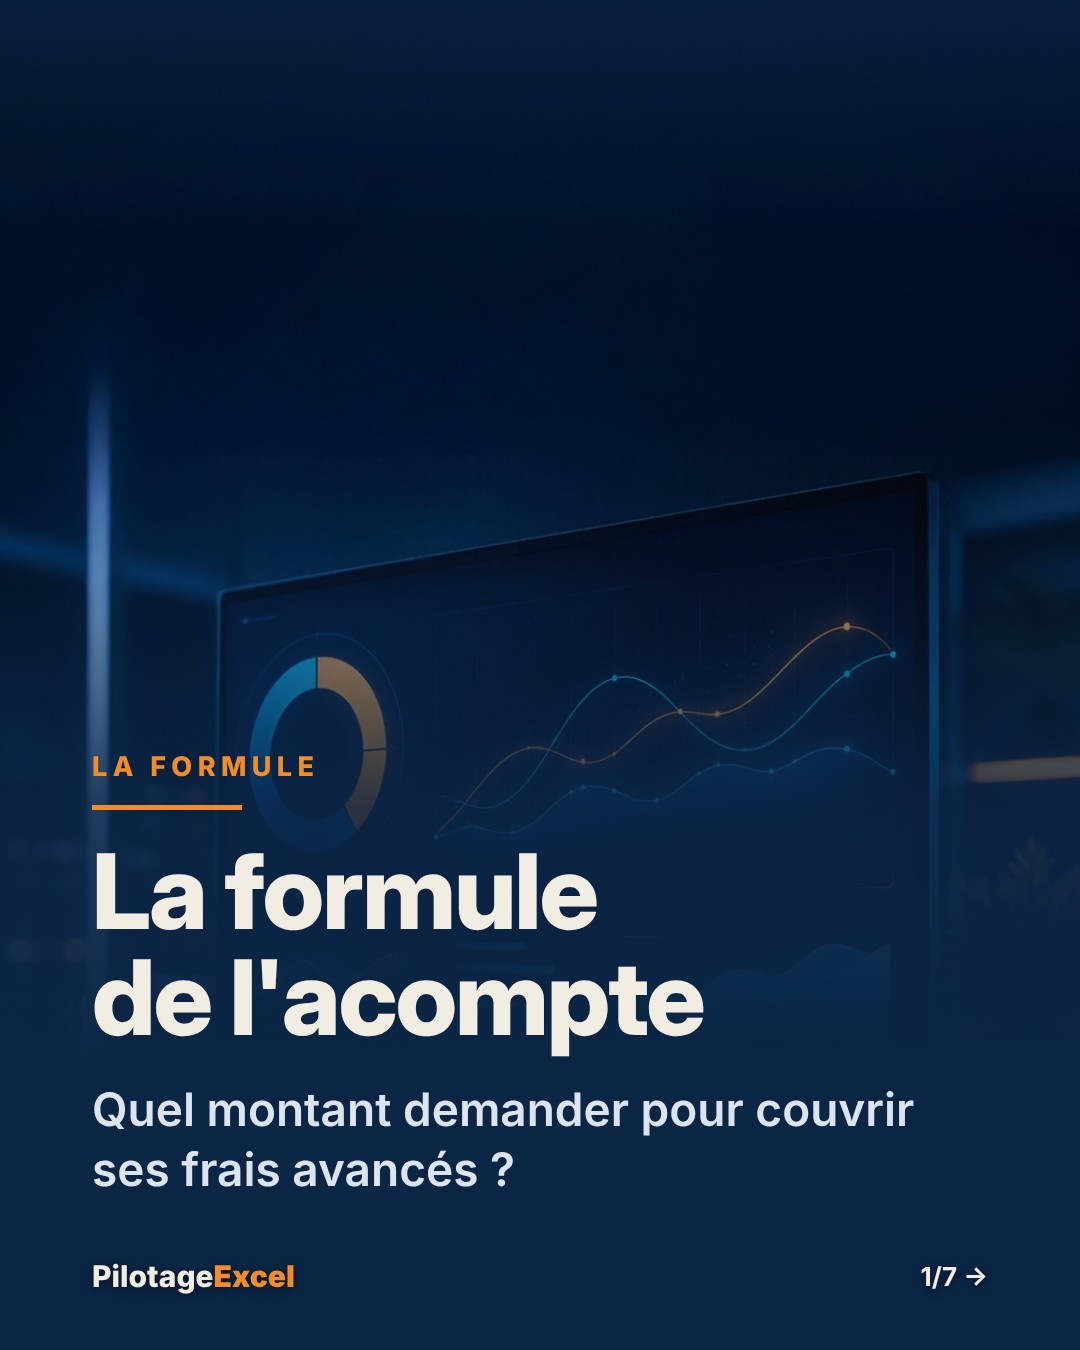 LA FORMULE
La formule
de l'acompte
Quel montant demander pour couvrir
ses frais avancés ?
PilotageExcel
1/7 →